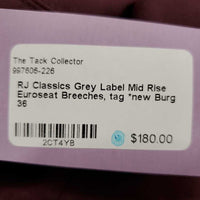 The Tack Collector
997606-226
RJ Classics Grey Label Mid Rise
Euroseat Breeches, tag *new Burg
36
2CT4YB
$180.00